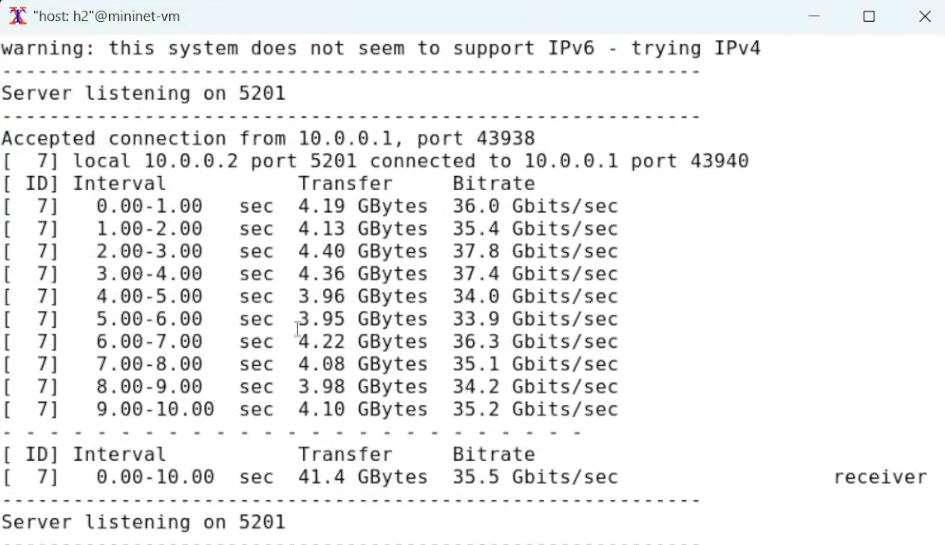 "host: h2"@mininet-vm
warning: this system does not seem to support IPv6 - trying IPv4
-----------------------------------------------------------
Server listening on 5201
-----------------------------------------------------------
Accepted connection from 10.0.0.1, port 43938
[  7] local 10.0.0.2 port 5201 connected to 10.0.0.1 port 43940
[ ID] Interval           Transfer     Bitrate
[  7]   0.00-1.00   sec  4.19 GBytes  36.0 Gbits/sec
[  7]   1.00-2.00   sec  4.13 GBytes  35.4 Gbits/sec
[  7]   2.00-3.00   sec  4.40 GBytes  37.8 Gbits/sec
[  7]   3.00-4.00   sec  4.36 GBytes  37.4 Gbits/sec
[  7]   4.00-5.00   sec  3.96 GBytes  34.0 Gbits/sec
[  7]   5.00-6.00   sec  3.95 GBytes  33.9 Gbits/sec
[  7]   6.00-7.00   sec  4.22 GBytes  36.3 Gbits/sec
[  7]   7.00-8.00   sec  4.08 GBytes  35.1 Gbits/sec
[  7]   8.00-9.00   sec  3.98 GBytes  34.2 Gbits/sec
[  7]   9.00-10.00  sec  4.10 GBytes  35.2 Gbits/sec
- - - - - - - - - - - - - - - - - - - - - - - - -
[ ID] Interval           Transfer     Bitrate
[  7]   0.00-10.00  sec  41.4 GBytes  35.5 Gbits/sec                  receiver
-----------------------------------------------------------
Server listening on 5201
-----------------------------------------------------------